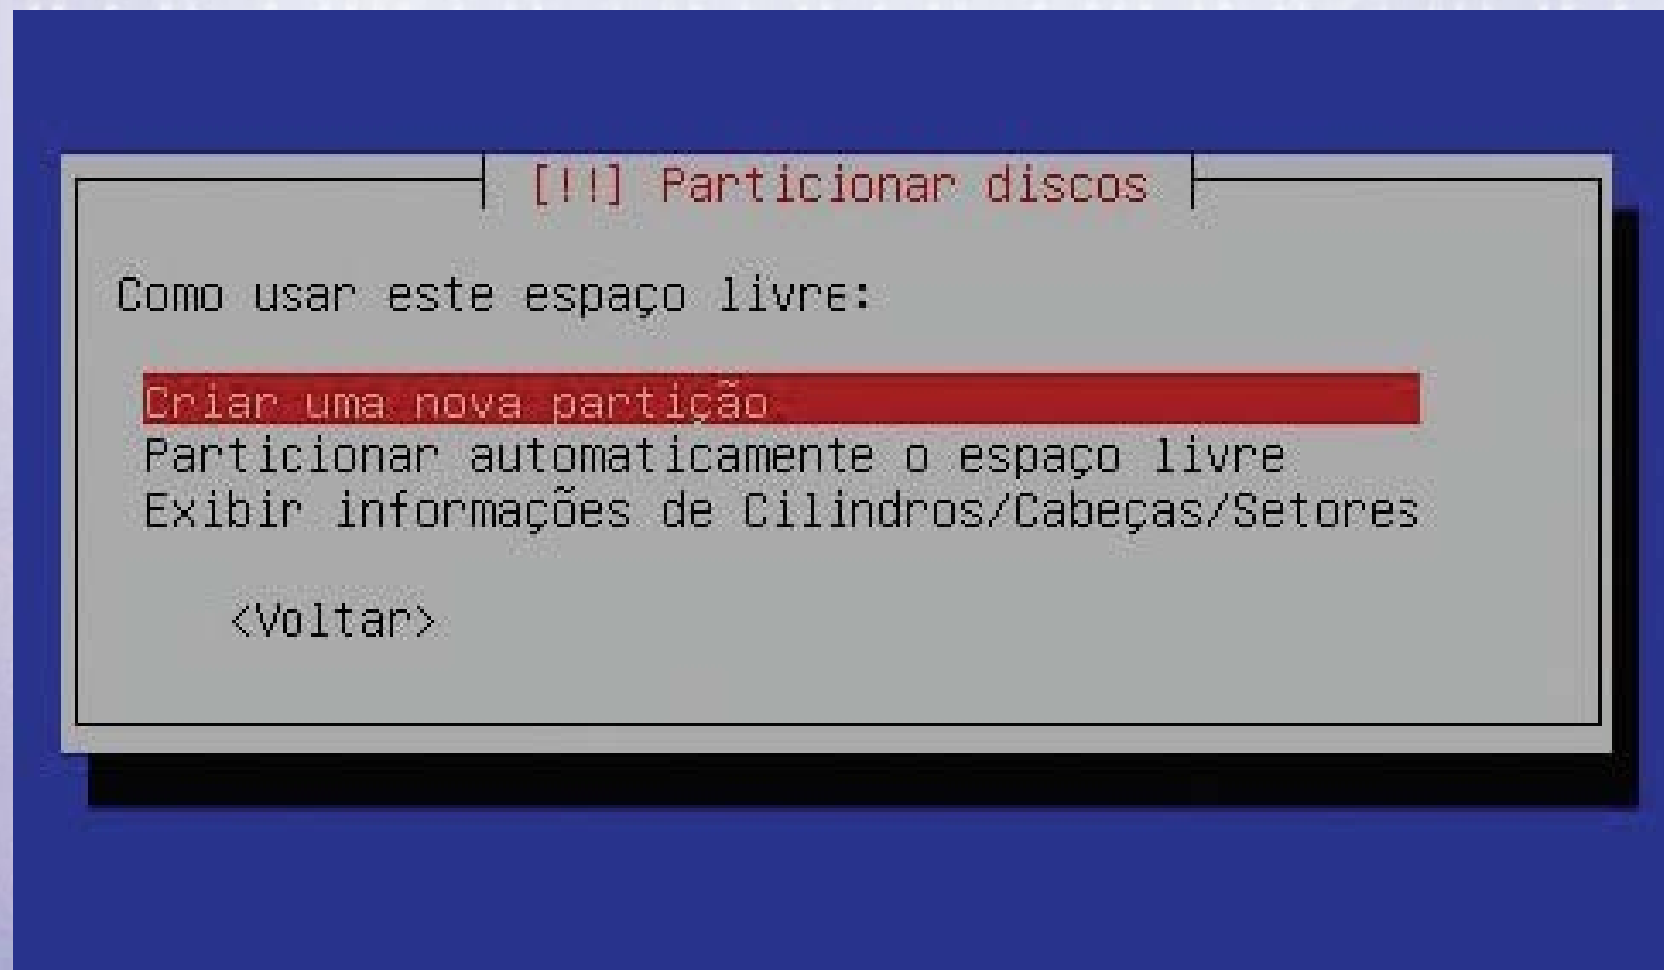 [!!] Particionar discos
Como usar este espaço livre:
Criar uma nova partição
Particionar automaticamente o espaço livre
Exibir informações de Cilindros/Cabeças/Setores
<Voltar>